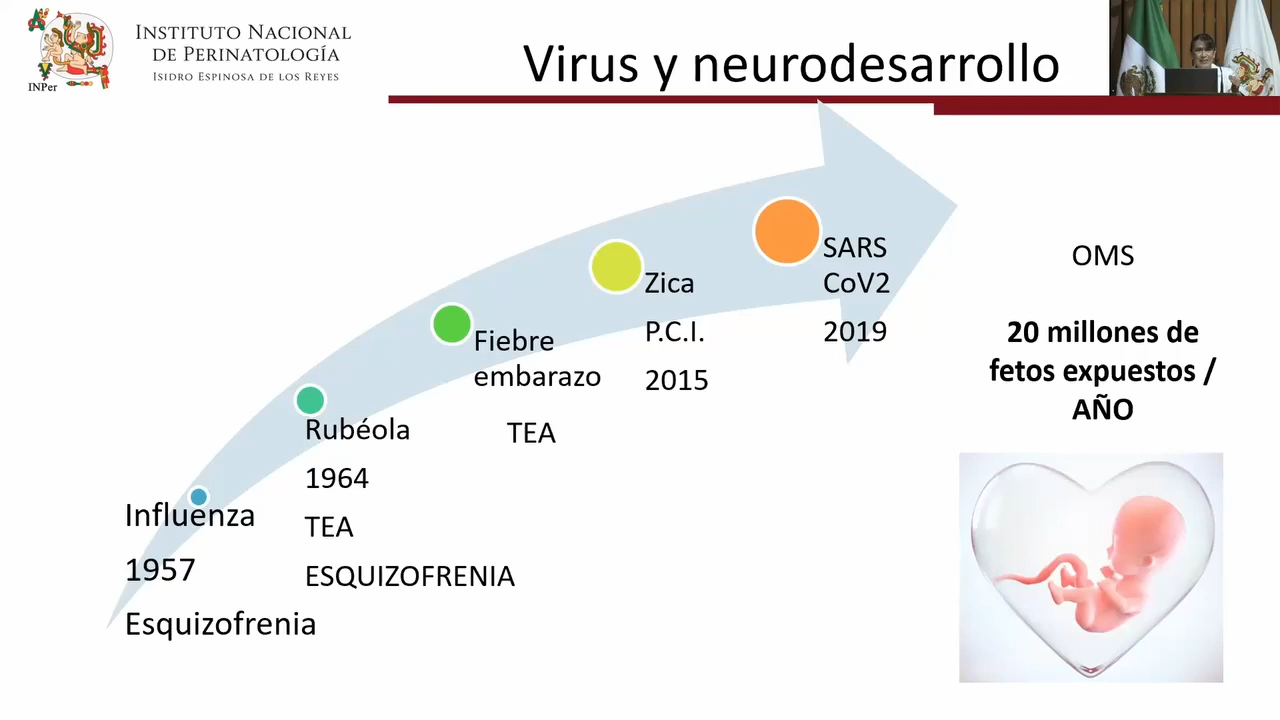 INSTITUTO NACIONAL
DE PERINATOLOGÍA
ISIDRO ESPINOSA DE LOS REYES
INPer
Virus y neurodesarrollo
Influenza
1957
Esquizofrenia
Rubéola
1964
TEA
ESQUIZOFRENIA
Fiebre
embarazo
TEA
Zica
P.C.I.
2015
SARS
CoV2
2019
OMS
20 millones de
fetos expuestos /
AÑO